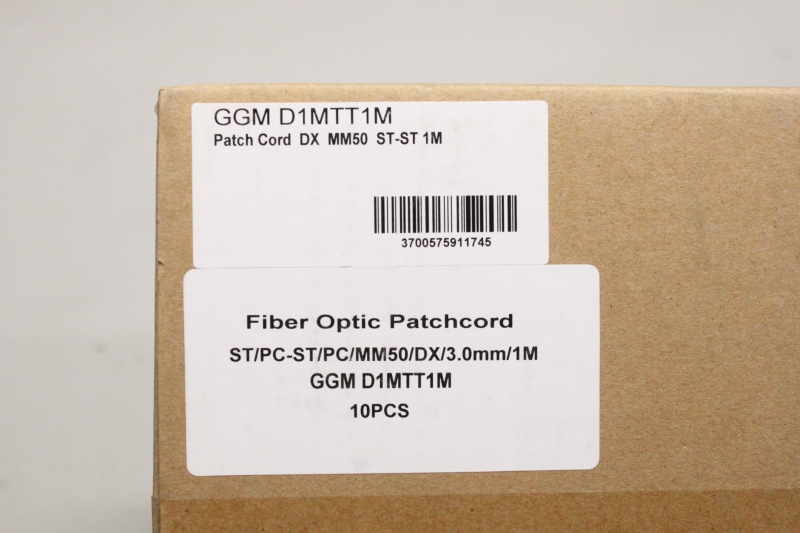 GGM D1MTT1M
Patch Cord DX MM50 ST-ST 1M
3700575911745
Fiber Optic Patchcord
ST/PC-ST/PC/MM50/DX/3.0mm/1M
GGM D1MTT1M
10PCS